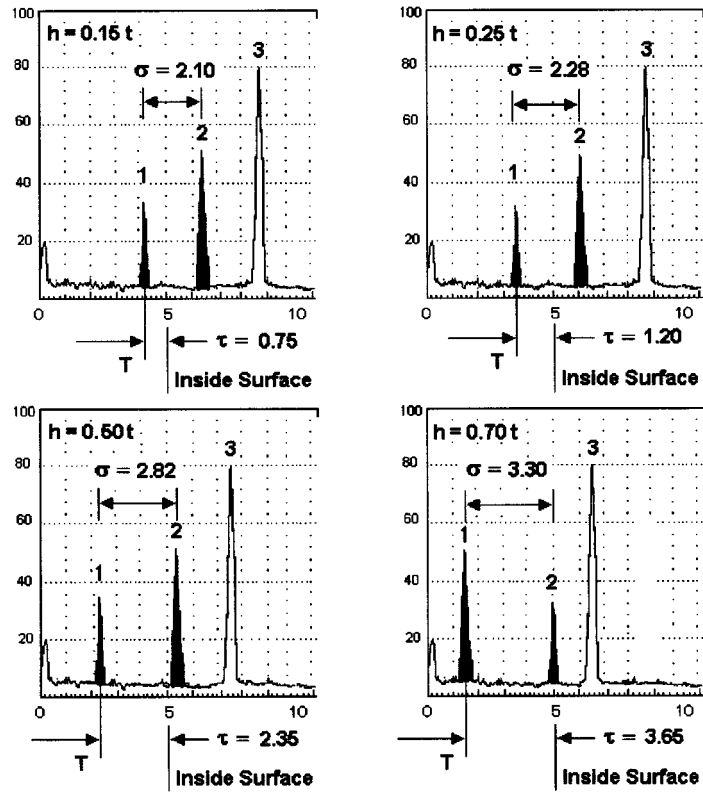 100
h = 0.15 t
3
80
σ = 2.10
60
2
1
40
20
0
5
10
T
τ = 0.75
Inside Surface
100
h = 0.25 t
3
80
σ = 2.28
60
2
1
40
20
0
5
10
T
τ = 1.20
Inside Surface
100
h = 0.50 t
3
80
σ = 2.82
60
2
1
40
20
0
5
10
T
τ = 2.35
Inside Surface
100
h = 0.70 t
3
80
σ = 3.30
60
1
2
40
20
0
5
10
T
τ = 3.65
Inside Surface